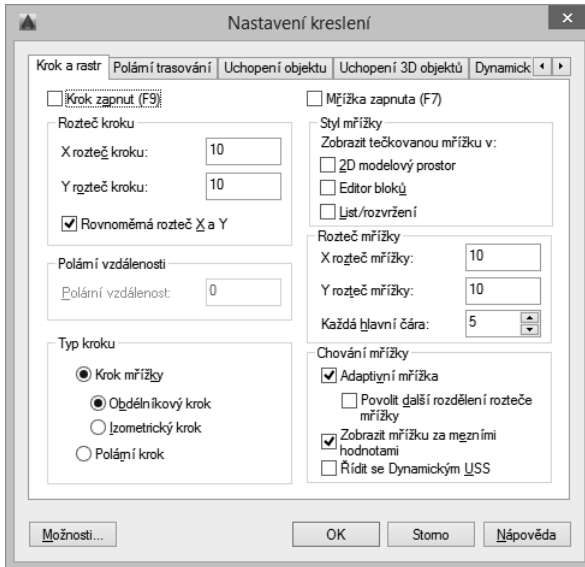 Nastavení kreslení
Krok a rastr
Polární trasování
Uchopení objektu
Uchopení 3D objektů
Dynamick
Krok zapnut (F9)
Rozteč kroku
X rozteč kroku: 10
Y rozteč kroku: 10
Rovnoměrná rozteč X a Y
Polární vzdálenosti
Polární vzdálenost: 0
Typ kroku
Krok mřížky
Obdélníkový krok
Izometrický krok
Polární krok
Mřížka zapnuta (F7)
Styl mřížky
Zobrazit tečkovanou mřížku v:
2D modelový prostor
Editor bloků
List/rozvržení
Rozteč mřížky
X rozteč mřížky: 10
Y rozteč mřížky: 10
Každá hlavní čára: 5
Chování mřížky
Adaptivní mřížka
Povolit další rozdělení rozteče
mřížky
Zobrazit mřížku za mezními
hodnotami
Řídit se Dynamickým USS
Možnosti...
OK
Storno
Nápověda